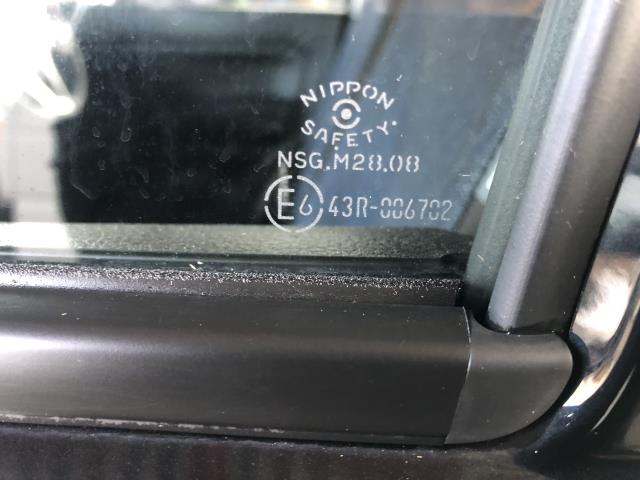 NIPPON
SAFETY
NSG.M28.08
E6 43R-006702